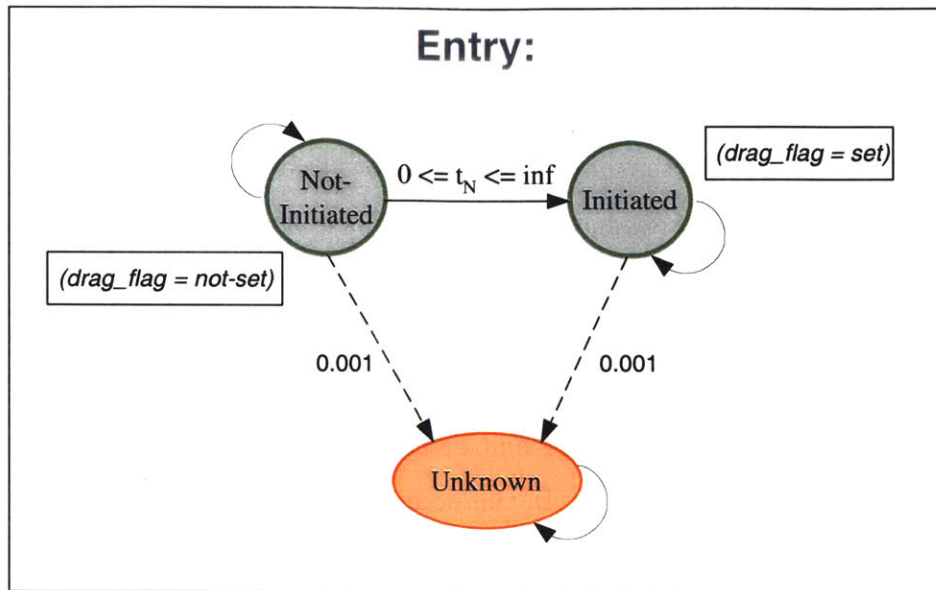 Entry:
(drag_flag = set)
Not-
Initiated
0 <= t_N <= inf
Initiated
(drag_flag = not-set)
0.001
0.001
Unknown